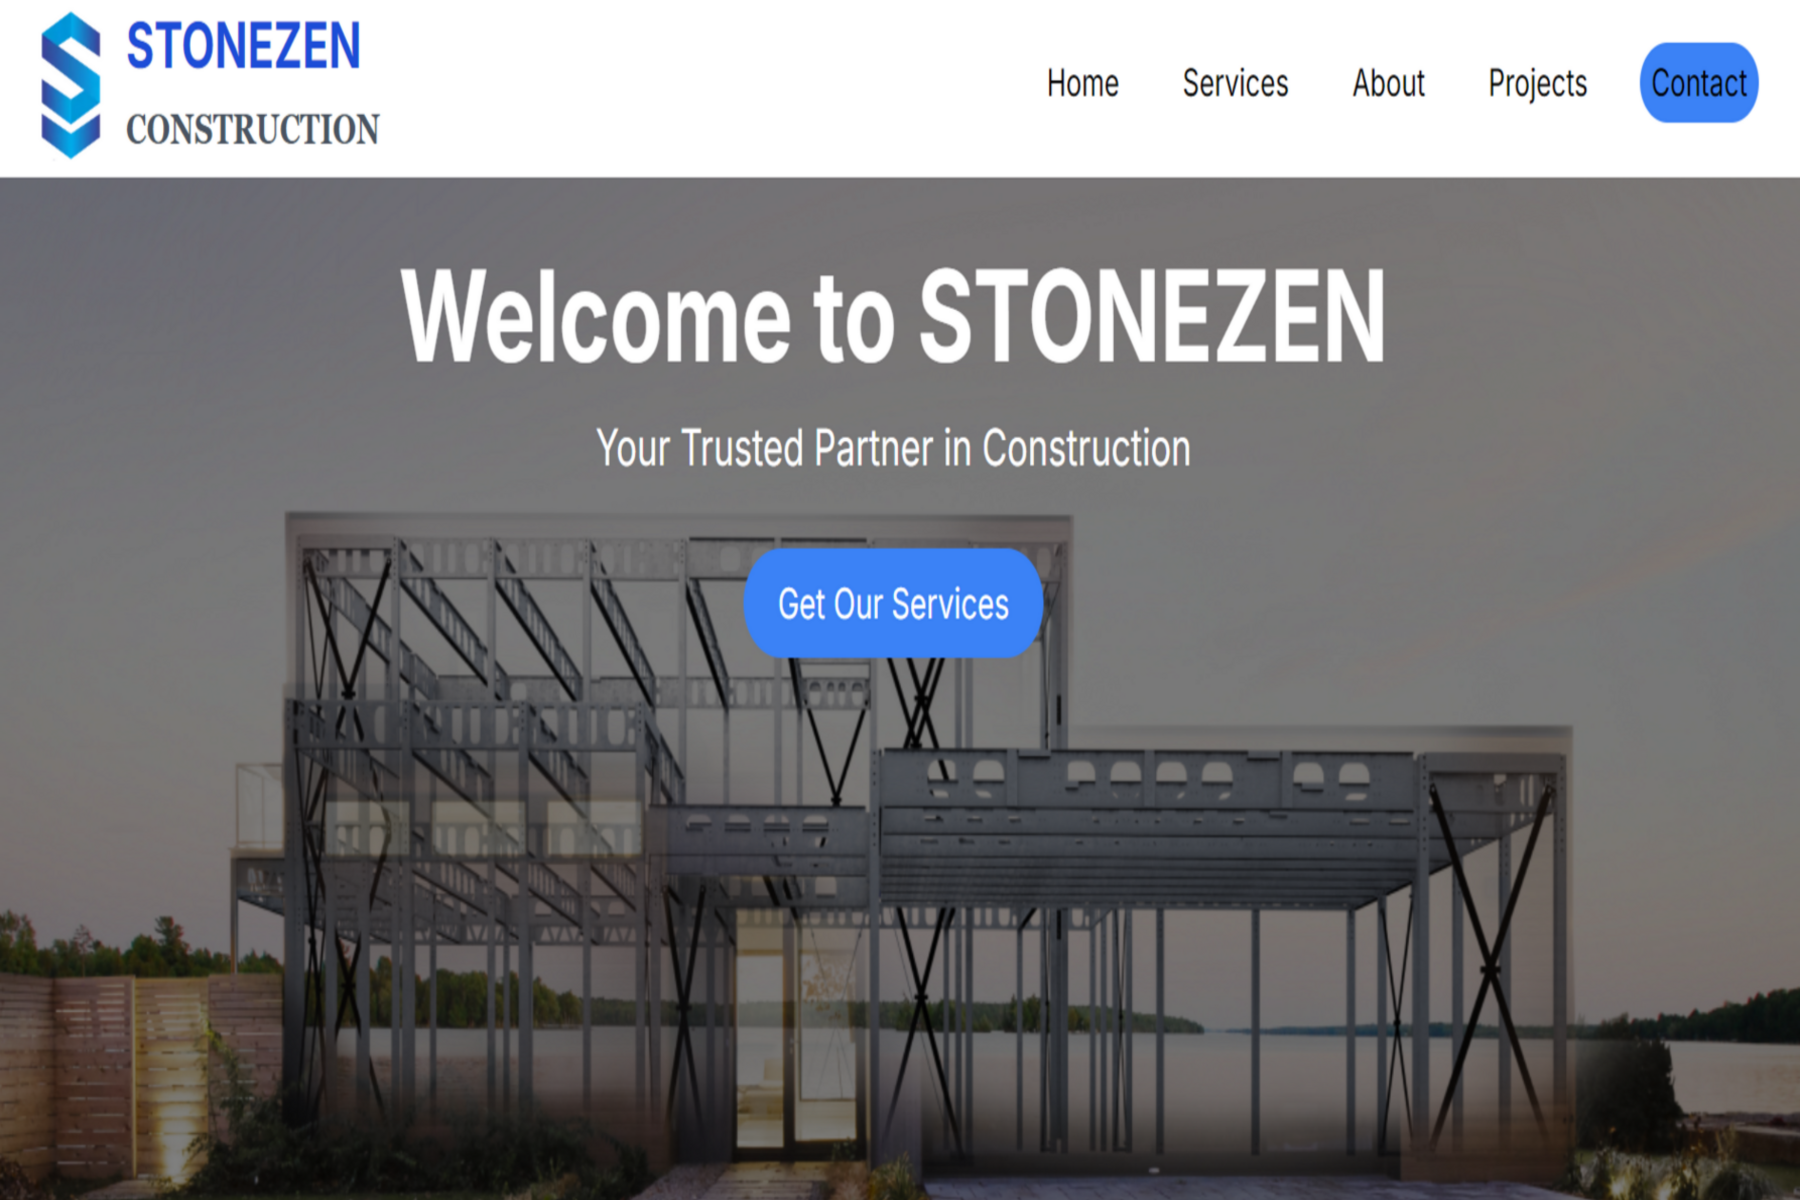 STONEZEN
CONSTRUCTION
Home Services About Projects Contact
Welcome to STONEZEN
Your Trusted Partner in Construction
Get Our Services